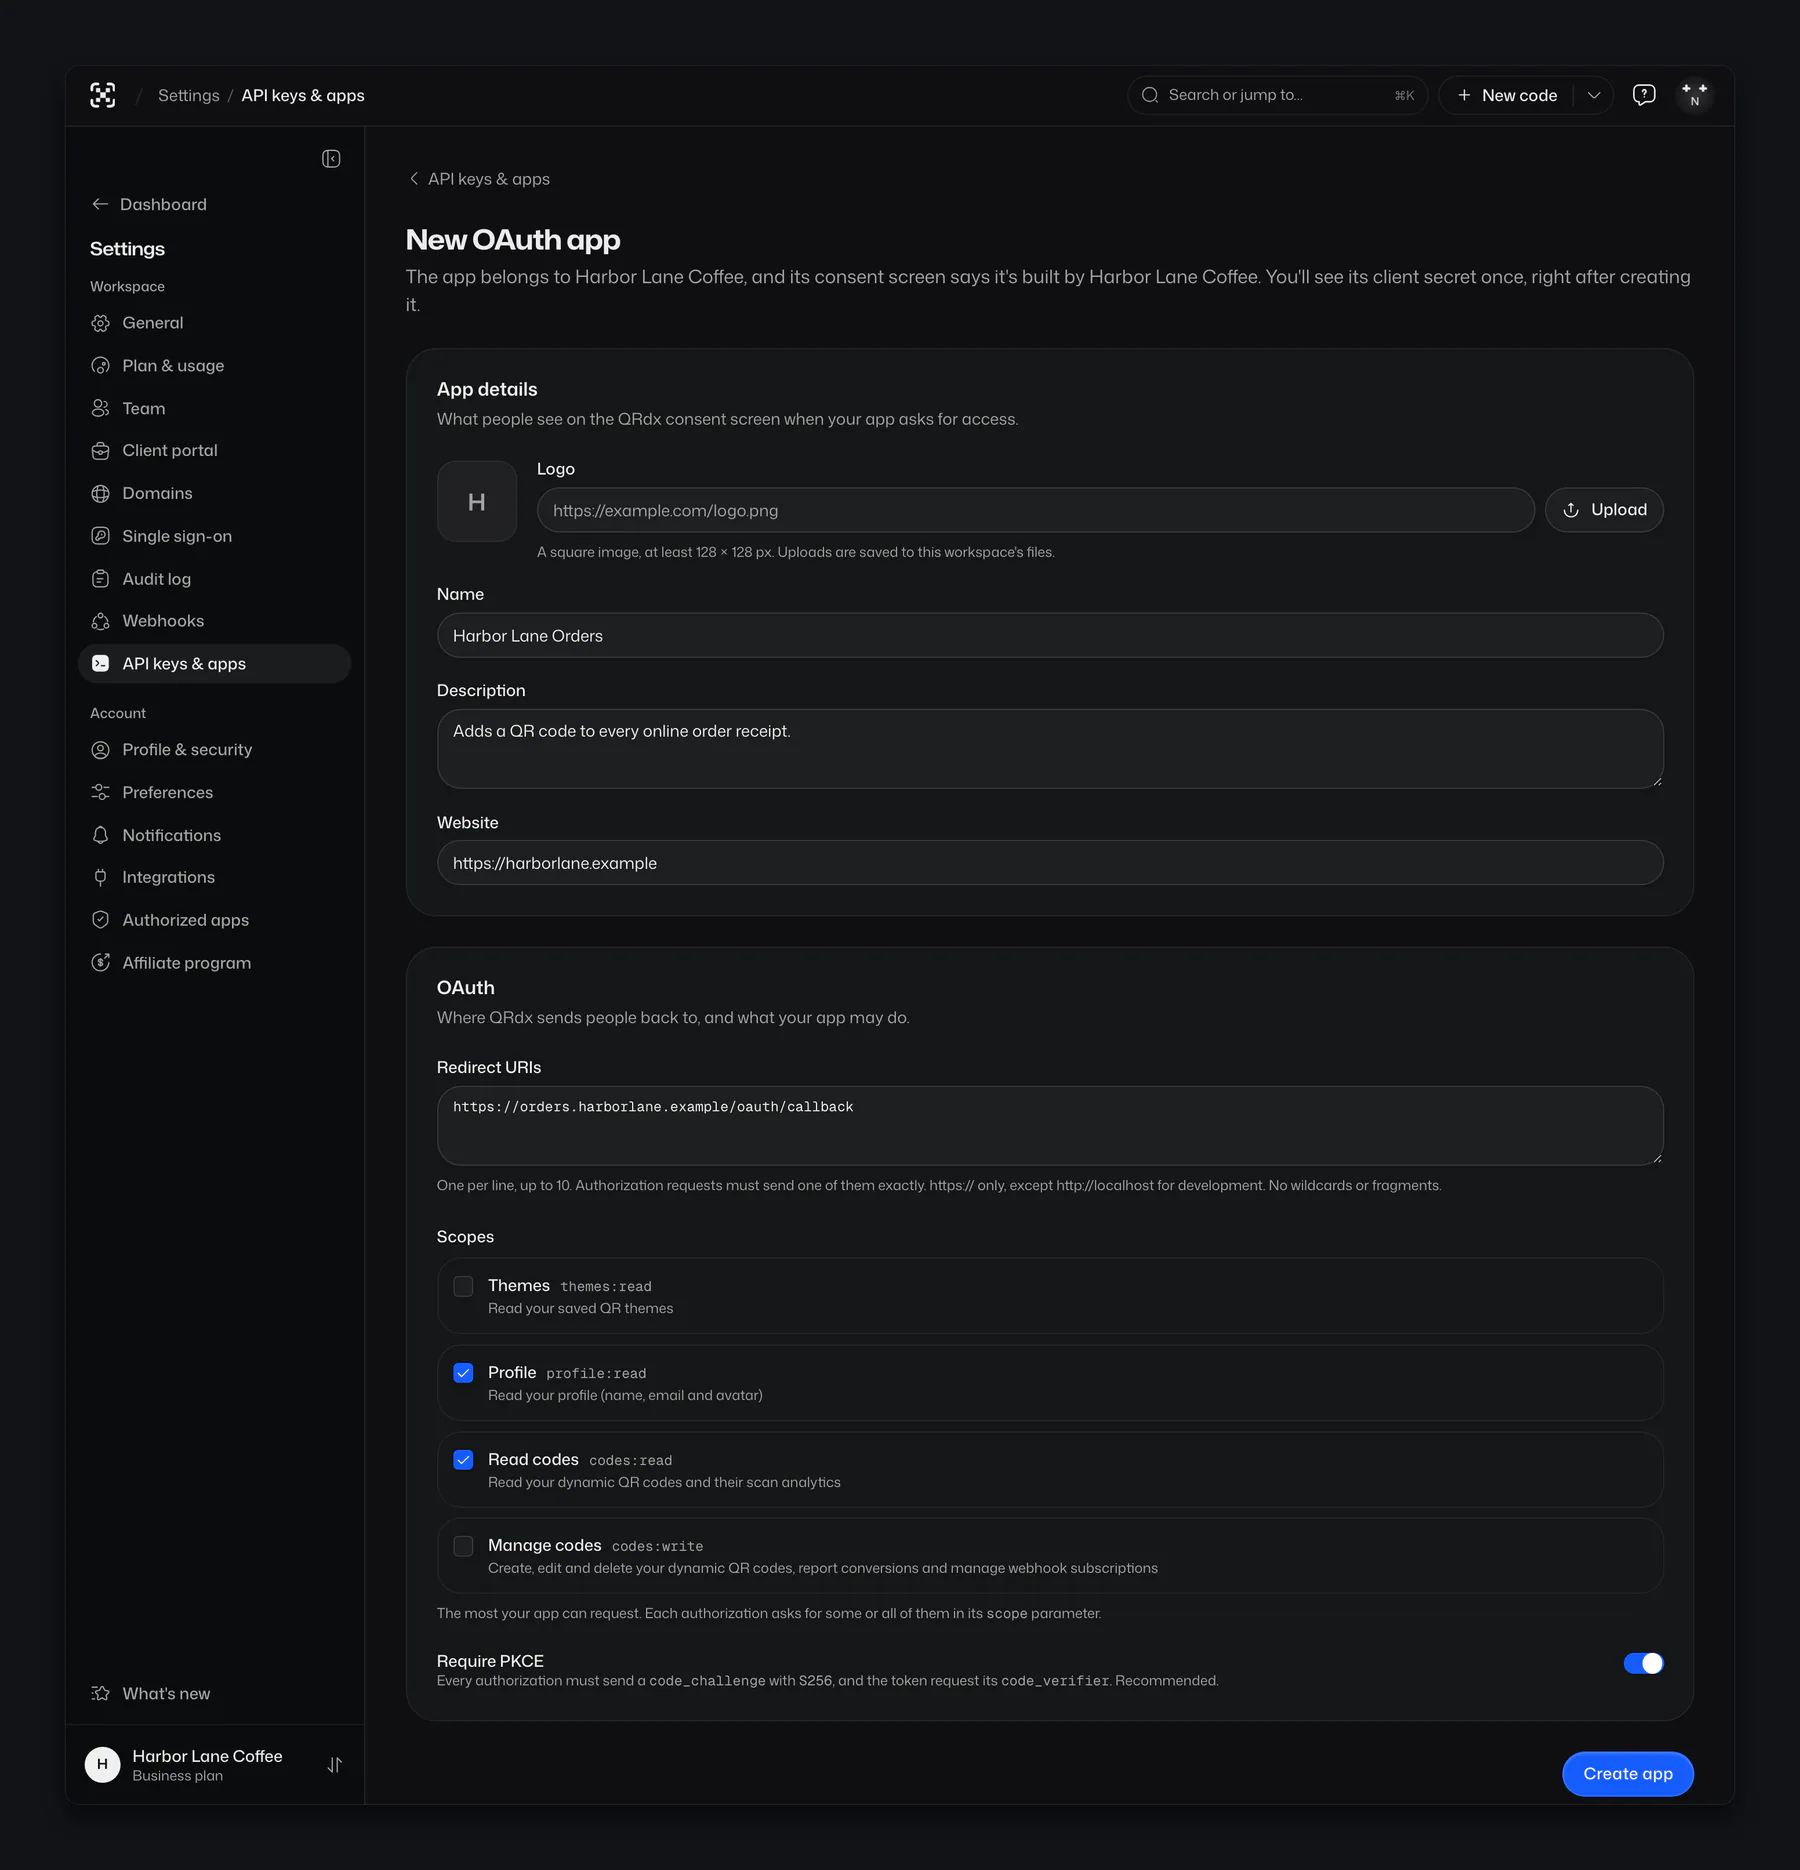 Settings / API keys & apps
Search or jump to...
⌘K
New code
N
Dashboard
Settings
Workspace
General
Plan & usage
Team
Client portal
Domains
Single sign-on
Audit log
Webhooks
API keys & apps
Account
Profile & security
Preferences
Notifications
Integrations
Authorized apps
Affiliate program
What's new
H
Harbor Lane Coffee
Business plan
API keys & apps
New OAuth app
The app belongs to Harbor Lane Coffee, and its consent screen says it's built by Harbor Lane Coffee. You'll see its client secret once, right after creating
it.
App details
What people see on the QRdx consent screen when your app asks for access.
H
Logo
https://example.com/logo.png
Upload
A square image, at least 128 × 128 px. Uploads are saved to this workspace's files.
Name
Harbor Lane Orders
Description
Adds a QR code to every online order receipt.
Website
https://harborlane.example
OAuth
Where QRdx sends people back to, and what your app may do.
Redirect URIs
https://orders.harborlane.example/oauth/callback
One per line, up to 10. Authorization requests must send one of them exactly. https:// only, except http://localhost for development. No wildcards or fragments.
Scopes
Themes themes:read
Read your saved QR themes
Profile profile:read
Read your profile (name, email and avatar)
Read codes codes:read
Read your dynamic QR codes and their scan analytics
Manage codes codes:write
Create, edit and delete your dynamic QR codes, report conversions and manage webhook subscriptions
The most your app can request. Each authorization asks for some or all of them in its scope parameter.
Require PKCE
Every authorization must send a code_challenge with S256, and the token request its code_verifier. Recommended.
Create app